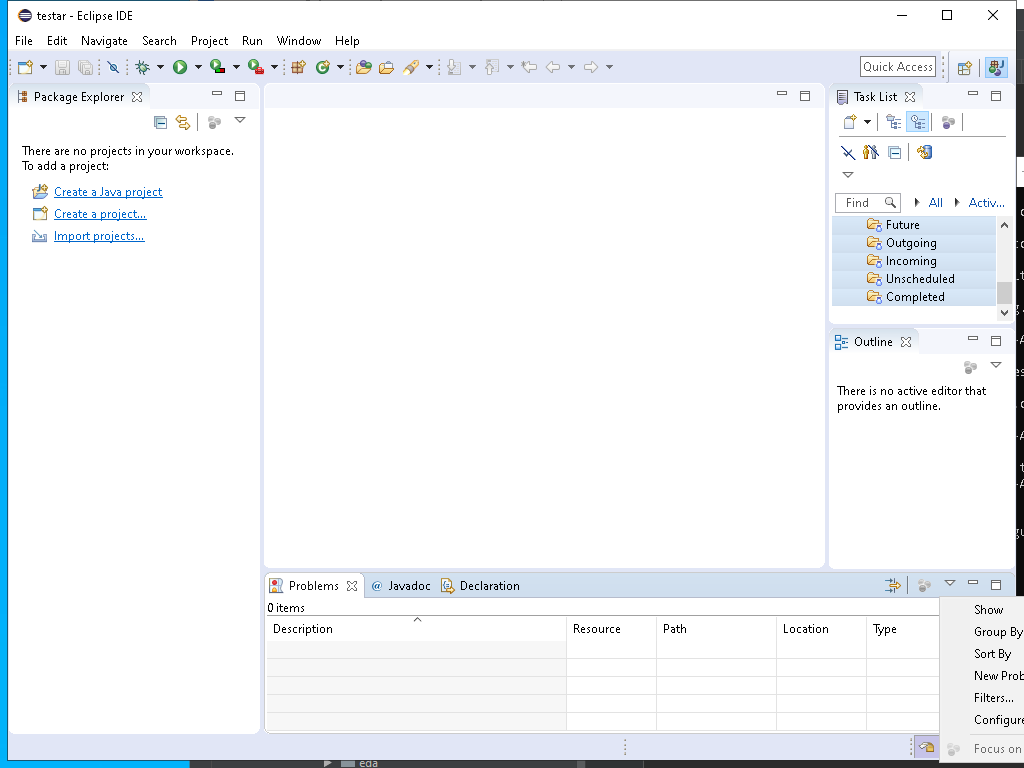 testar - Eclipse IDE
File Edit Navigate Search Project Run Window Help
Quick Access
Package Explorer
There are no projects in your workspace.
To add a project:
Create a Java project
Create a project...
Import projects...
Task List
Find
All
Activ...
Future
Outgoing
Incoming
Unscheduled
Completed
Outline
There is no active editor that
provides an outline.
Problems
@ Javadoc
Declaration
0 items
Description Resource Path Location Type
Show
Group By
Sort By
New Prob
Filters...
Configure
Focus on
eda